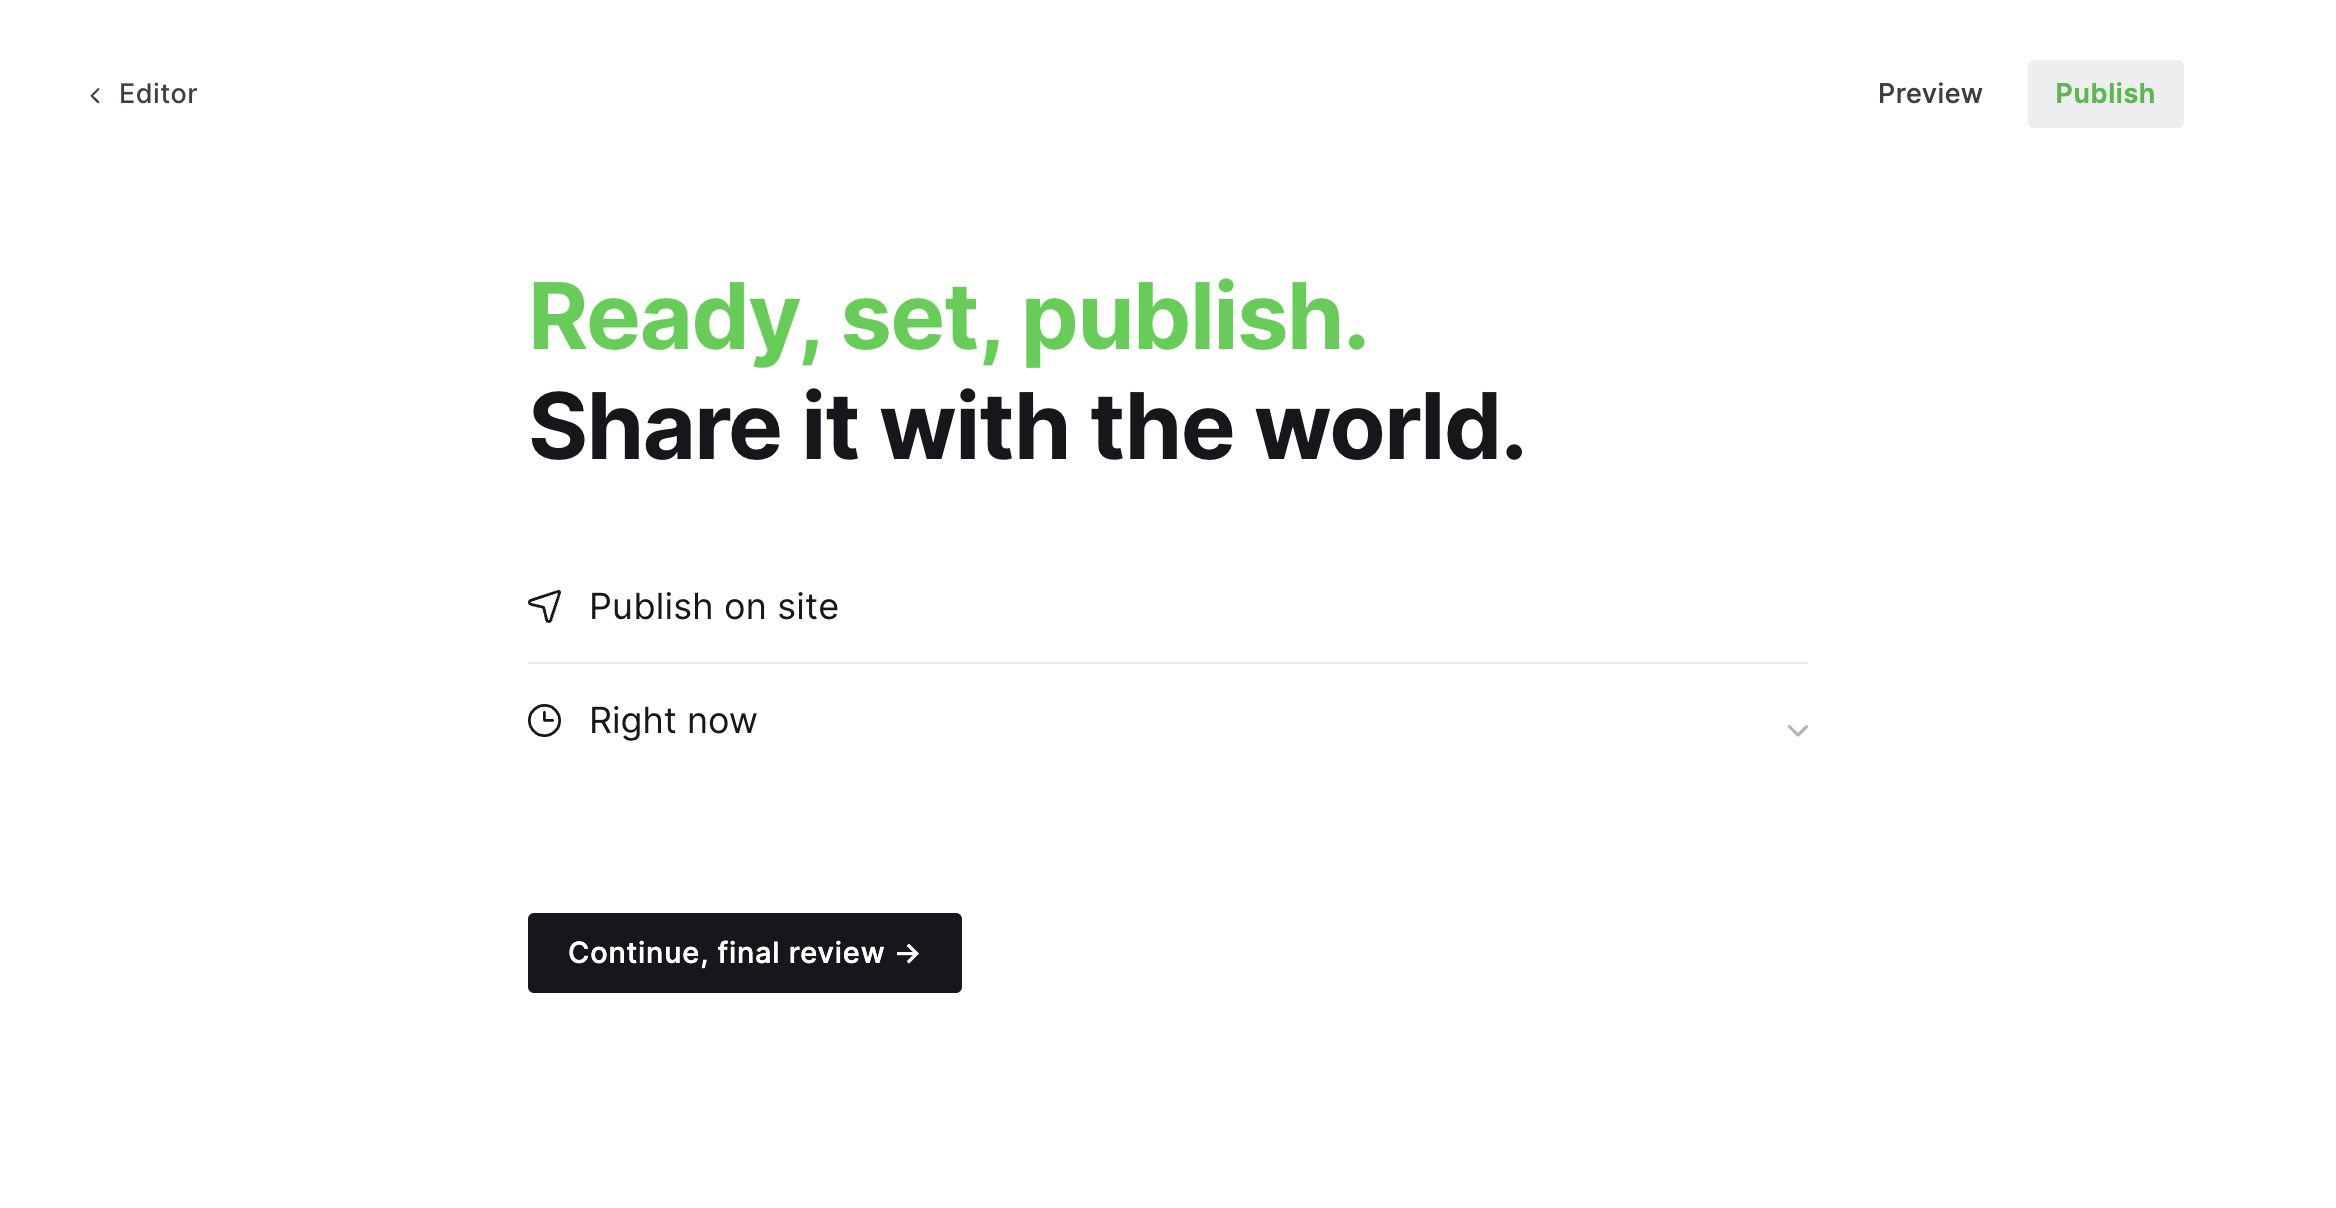 Editor
Preview
Publish
Ready, set, publish.
Share it with the world.
Publish on site
Right now
Continue, final review →